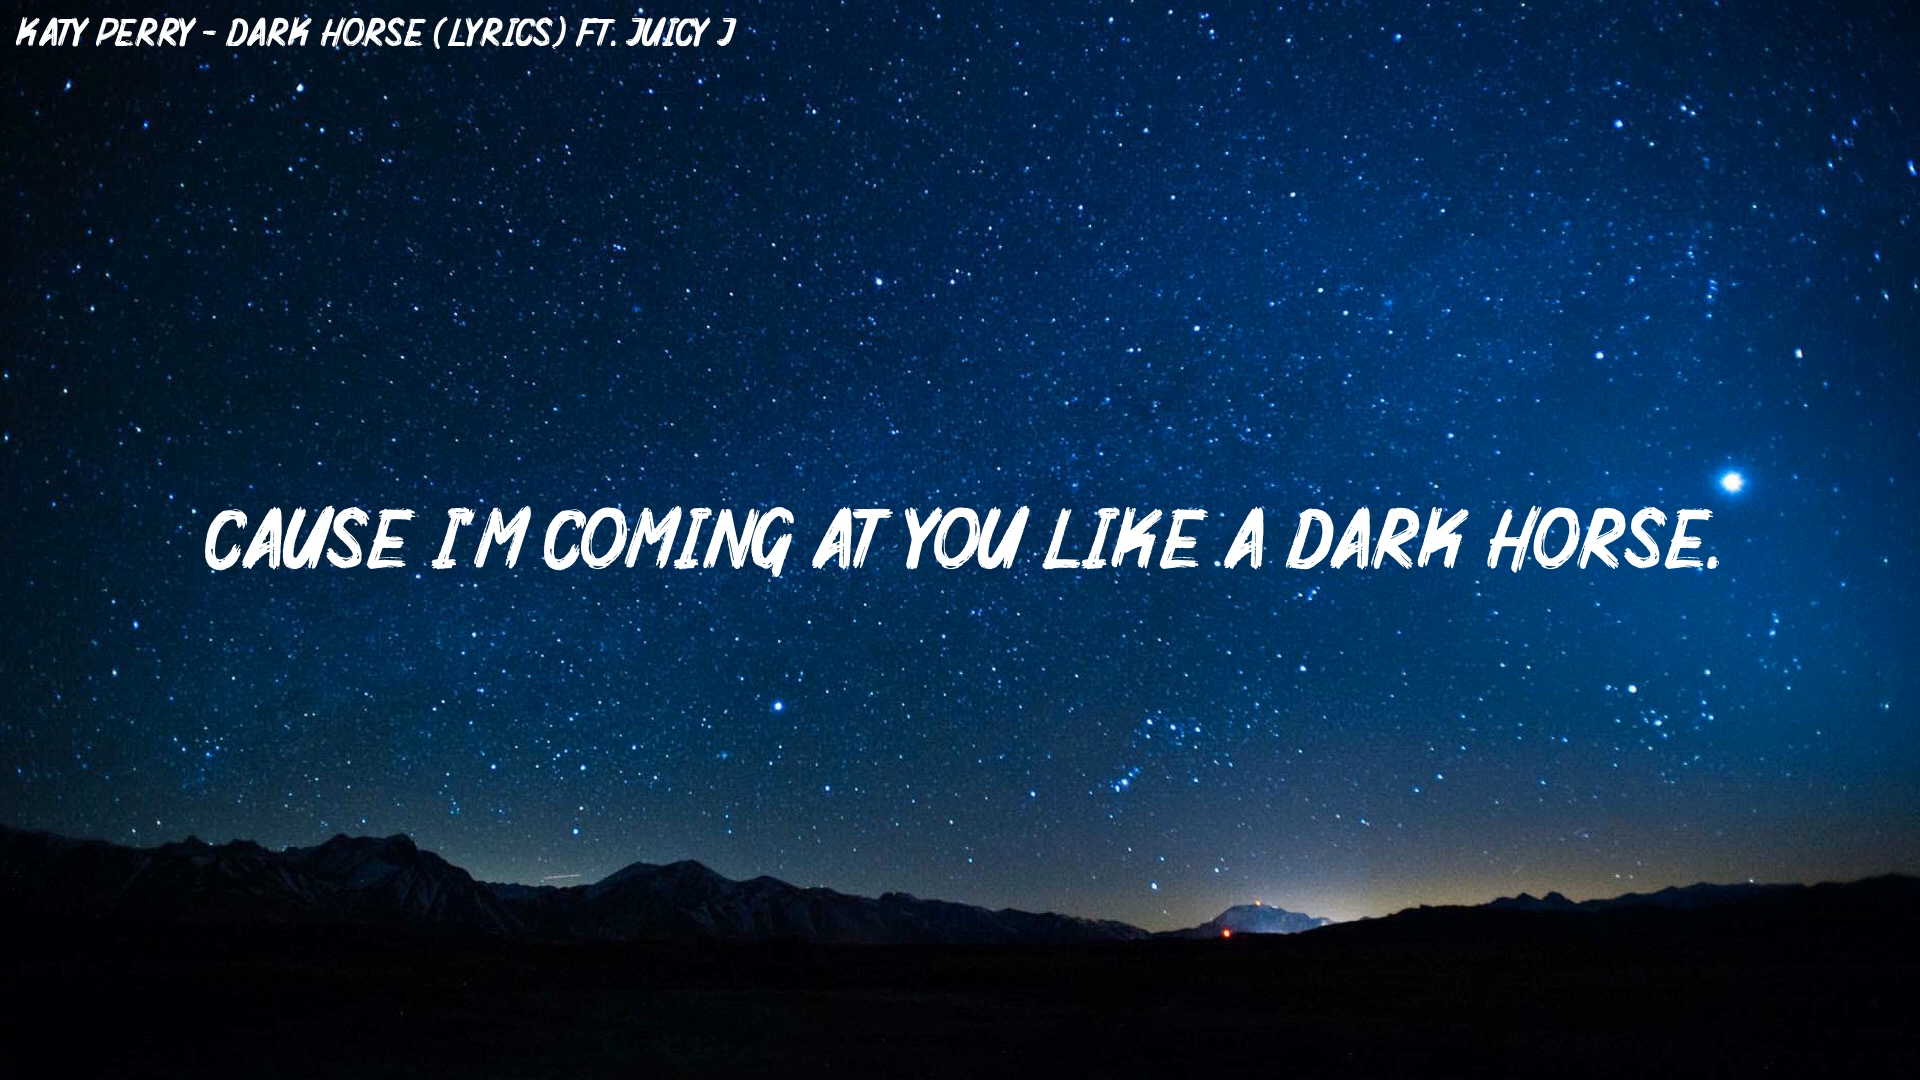 KATY PERRY - DARK HORSE (LYRICS) FT. JUICY J
CAUSE I'M COMING AT YOU LIKE A DARK HORSE.